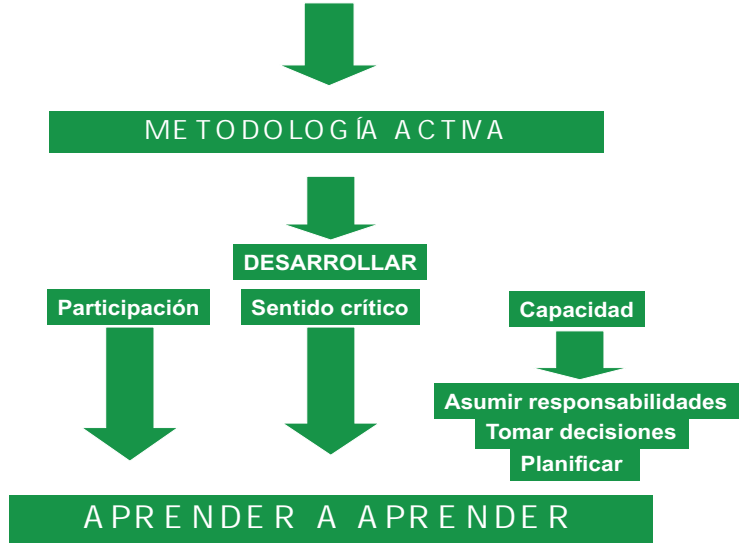 METODOLOGÍA ACTIVA
DESARROLLAR
Participación
Sentido crítico
Capacidad
Asumir responsabilidades
Tomar decisiones
Planificar
APRENDER A APRENDER